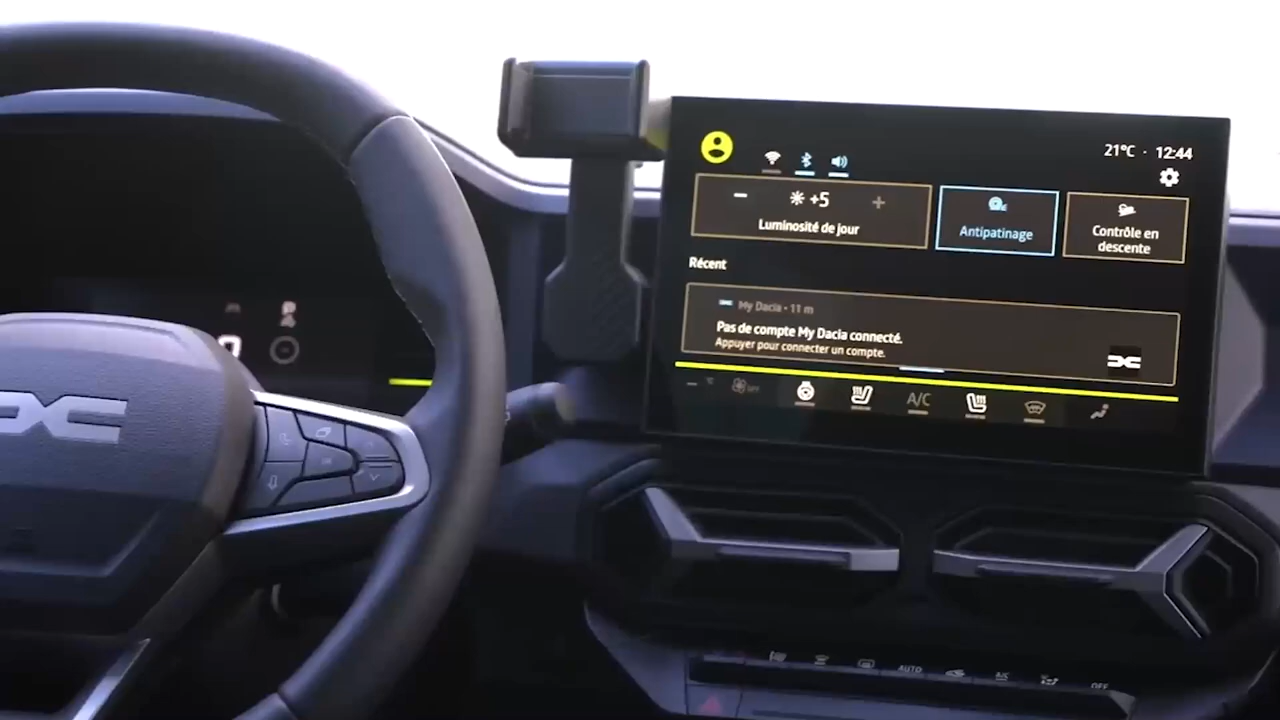 21°C · 12:44
+5
Luminosité de jour
Antipatinage
Contrôle en
descente
Récent
My Dacia • 11 m
Pas de compte My Dacia connecté.
Appuyer pour connecter un compte.
OFF
A/C
AUTO
A/C
OFF